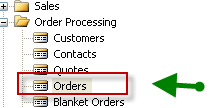 Sales
Order Processing
Customers
Contacts
Quotes
Orders
Blanket Orders